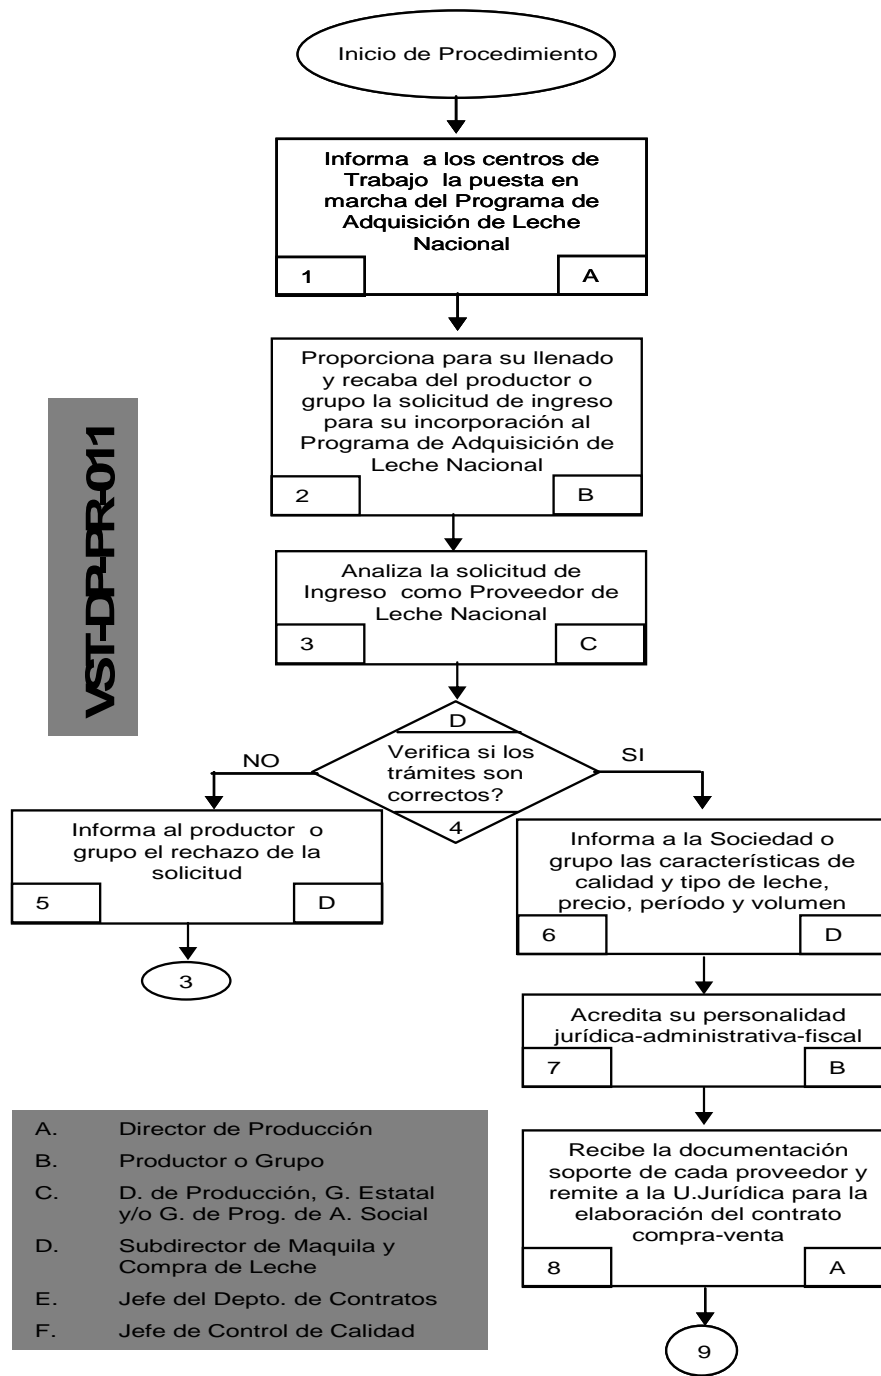 Inicio de Procedimiento
Informa a los centros de
Trabajo la puesta en
marcha del Programa de
Adquisición de Leche
Nacional
1
A
Proporciona para su llenado
y recaba del productor o
grupo la solicitud de ingreso
para su incorporación al
Programa de Adquisición de
Leche Nacional
2
B
VST-DP-PR-011
Analiza la solicitud de
Ingreso como Proveedor de
Leche Nacional
3
C
D
Verifica si los
trámites son
correctos?
4
NO
SI
Informa al productor o
grupo el rechazo de la
solicitud
5
D
3
Informa a la Sociedad o
grupo las características de
calidad y tipo de leche,
precio, período y volumen
6
D
Acredita su personalidad
jurídica-administrativa-fiscal
7
B
Recibe la documentación
soporte de cada proveedor y
remite a la U.Jurídica para la
elaboración del contrato
compra-venta
8
A
9
A. Director de Producción
B. Productor o Grupo
C. D. de Producción, G. Estatal
y/o G. de Prog. de A. Social
D. Subdirector de Maquila y
Compra de Leche
E. Jefe del Depto. de Contratos
F. Jefe de Control de Calidad